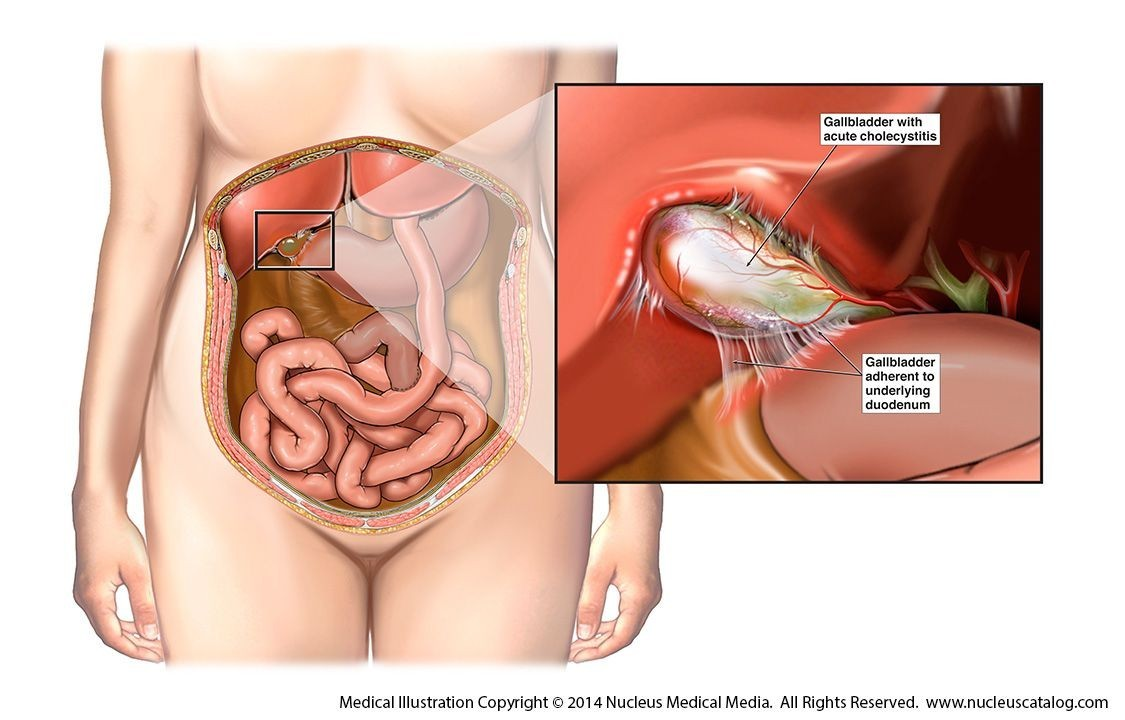 Gallbladder with
acute cholecystitis
Gallbladder
adherent to
underlying
duodenum
Medical Illustration Copyright © 2014 Nucleus Medical Media. All Rights Reserved. www.nucleuscatalog.com